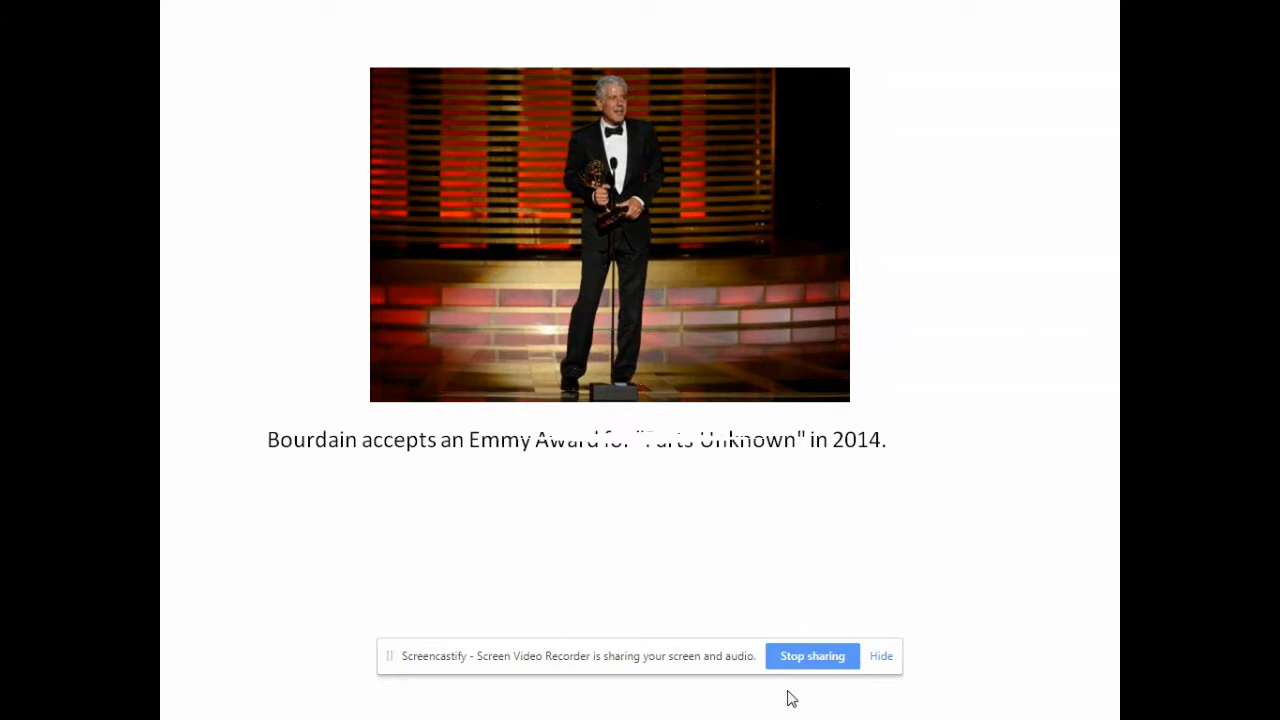 Bourdain accepts an Emmy Award for "Parts Unknown" in 2014.
Screencastify - Screen Video Recorder is sharing your screen and audio.
Stop sharing
Hide